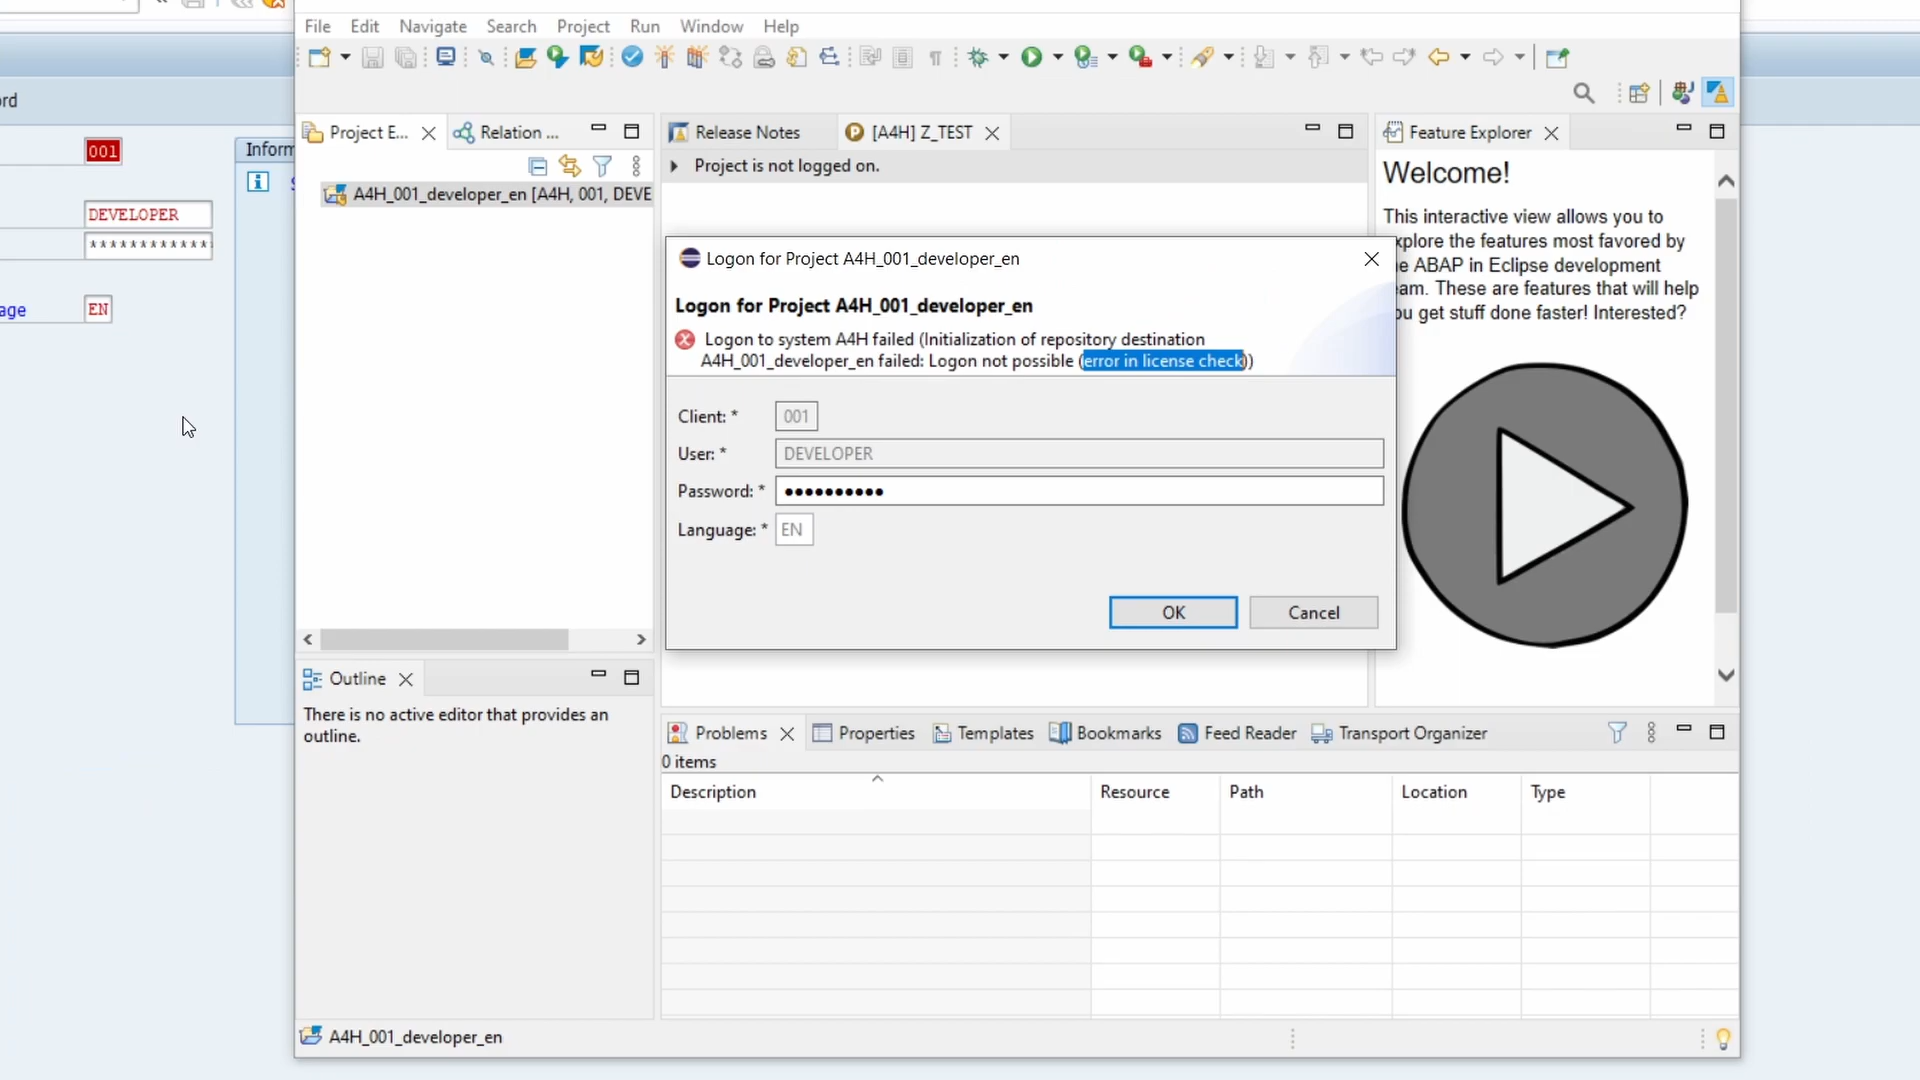 File Edit Navigate Search Project Run Window Help
ord
001
Inform
DEVELOPER
************
age
EN
Project E...
Relation ...
A4H_001_developer_en [A4H, 001, DEVE
Release Notes
[A4H] Z_TEST
Project is not logged on.
Feature Explorer
Welcome!
This interactive view allows you to
xplore the features most favored by
e ABAP in Eclipse development
eam. These are features that will help
ou get stuff done faster! Interested?
Logon for Project A4H_001_developer_en
Logon for Project A4H_001_developer_en
Logon to system A4H failed (Initialization of repository destination
A4H_001_developer_en failed: Logon not possible (error in license check))
Client: * 001
User: * DEVELOPER
Password: * ●●●●●●●●●●
Language: * EN
OK Cancel
Outline
There is no active editor that provides an
outline.
Problems Properties Templates Bookmarks Feed Reader Transport Organizer
0 items
Description Resource Path Location Type
A4H_001_developer_en